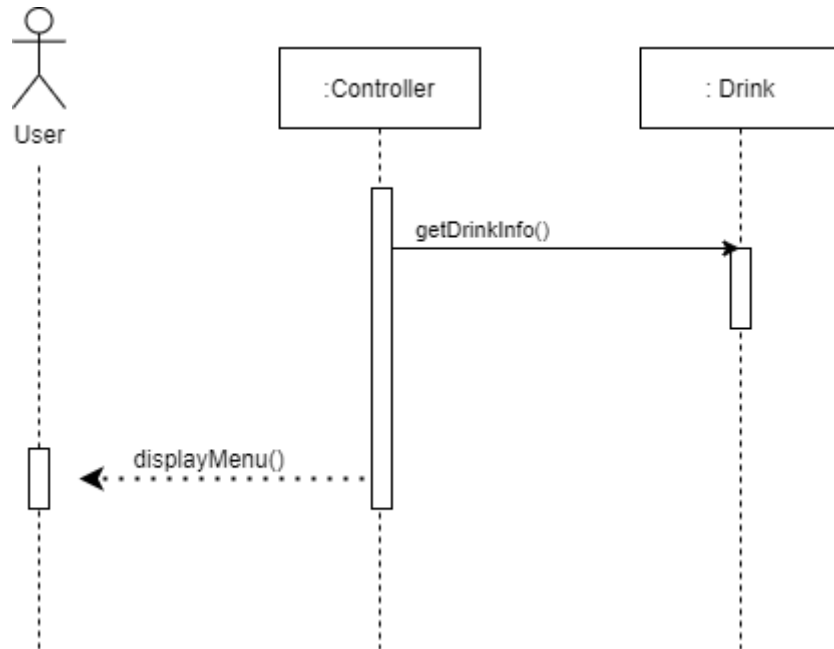 :Controller
: Drink
User
getDrinkInfo()
displayMenu()